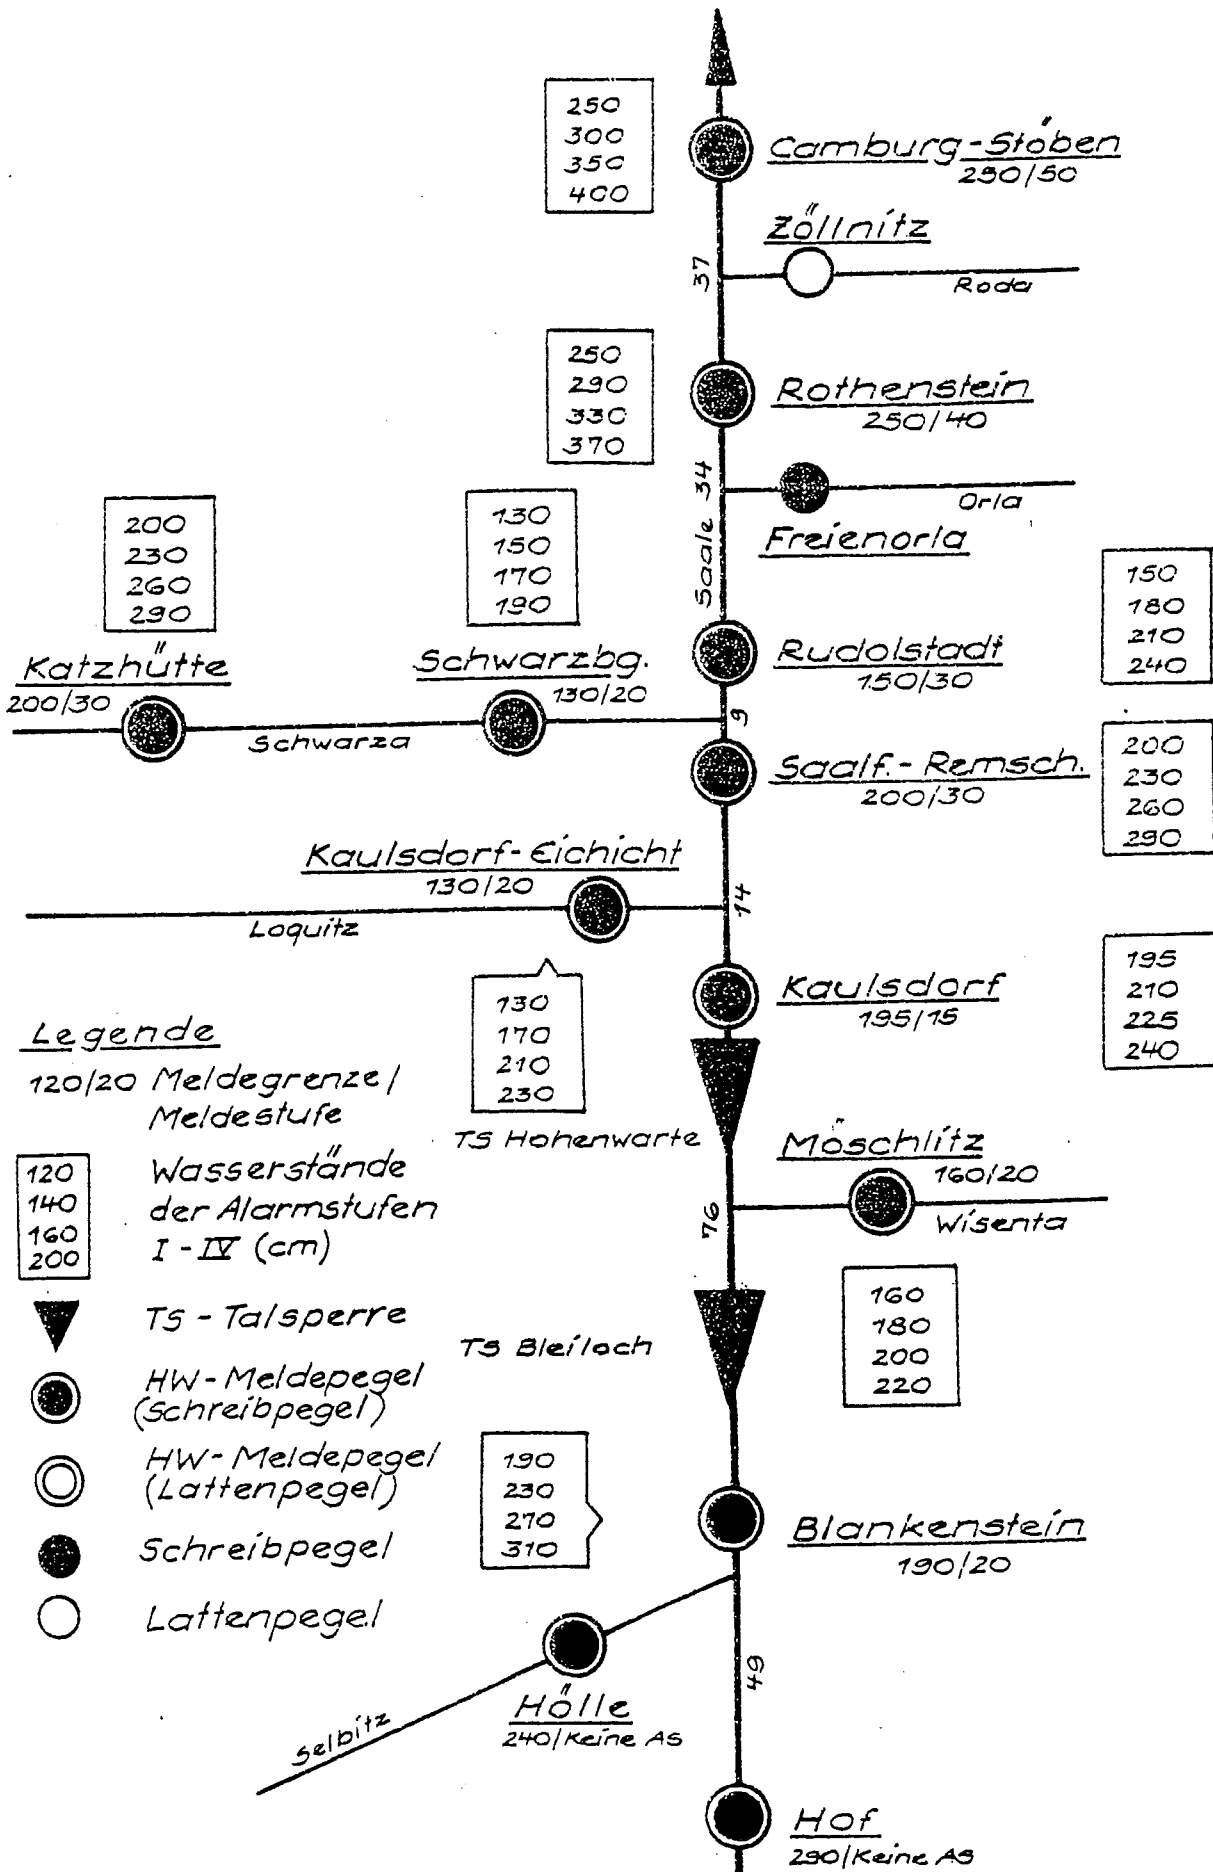 250
300
350
400
Camburg-Stöben
250/50
Zöllnitz
37
Roda
250
290
330
370
Rothenstein
250/40
34
Orla
Freienorla
Saale
200
230
260
290
130
150
170
190
150
180
210
240
Katzhütte
200/30
Schwarzbg.
130/20
Rudolstadt
150/30
Schwarza
9
Saalf.-Remsch.
200/30
200
230
260
290
Kaulsdorf-Eichicht
130/20
14
Loquitz
Kaulsdorf
195/15
195
210
225
240
130
170
210
230
Legende
120/20 Meldegrenze/
Meldestufe
120
140
160
200
Wasserstände
der Alarmstufen
I-IV (cm)
TS-Talsperre
HW-Meldepegel
(Schreibpegel)
HW-Meldepegel
(Lattenpegel)
Schreibpegel
Lattenpegel
TS Hohenwarte
Möschlitz
160/20
76
Wisenta
160
180
200
220
TS Bleiloch
190
230
270
310
Blankenstein
190/20
49
Hölle
240/Keine AS
Selbitz
Hof
290/Keine AS